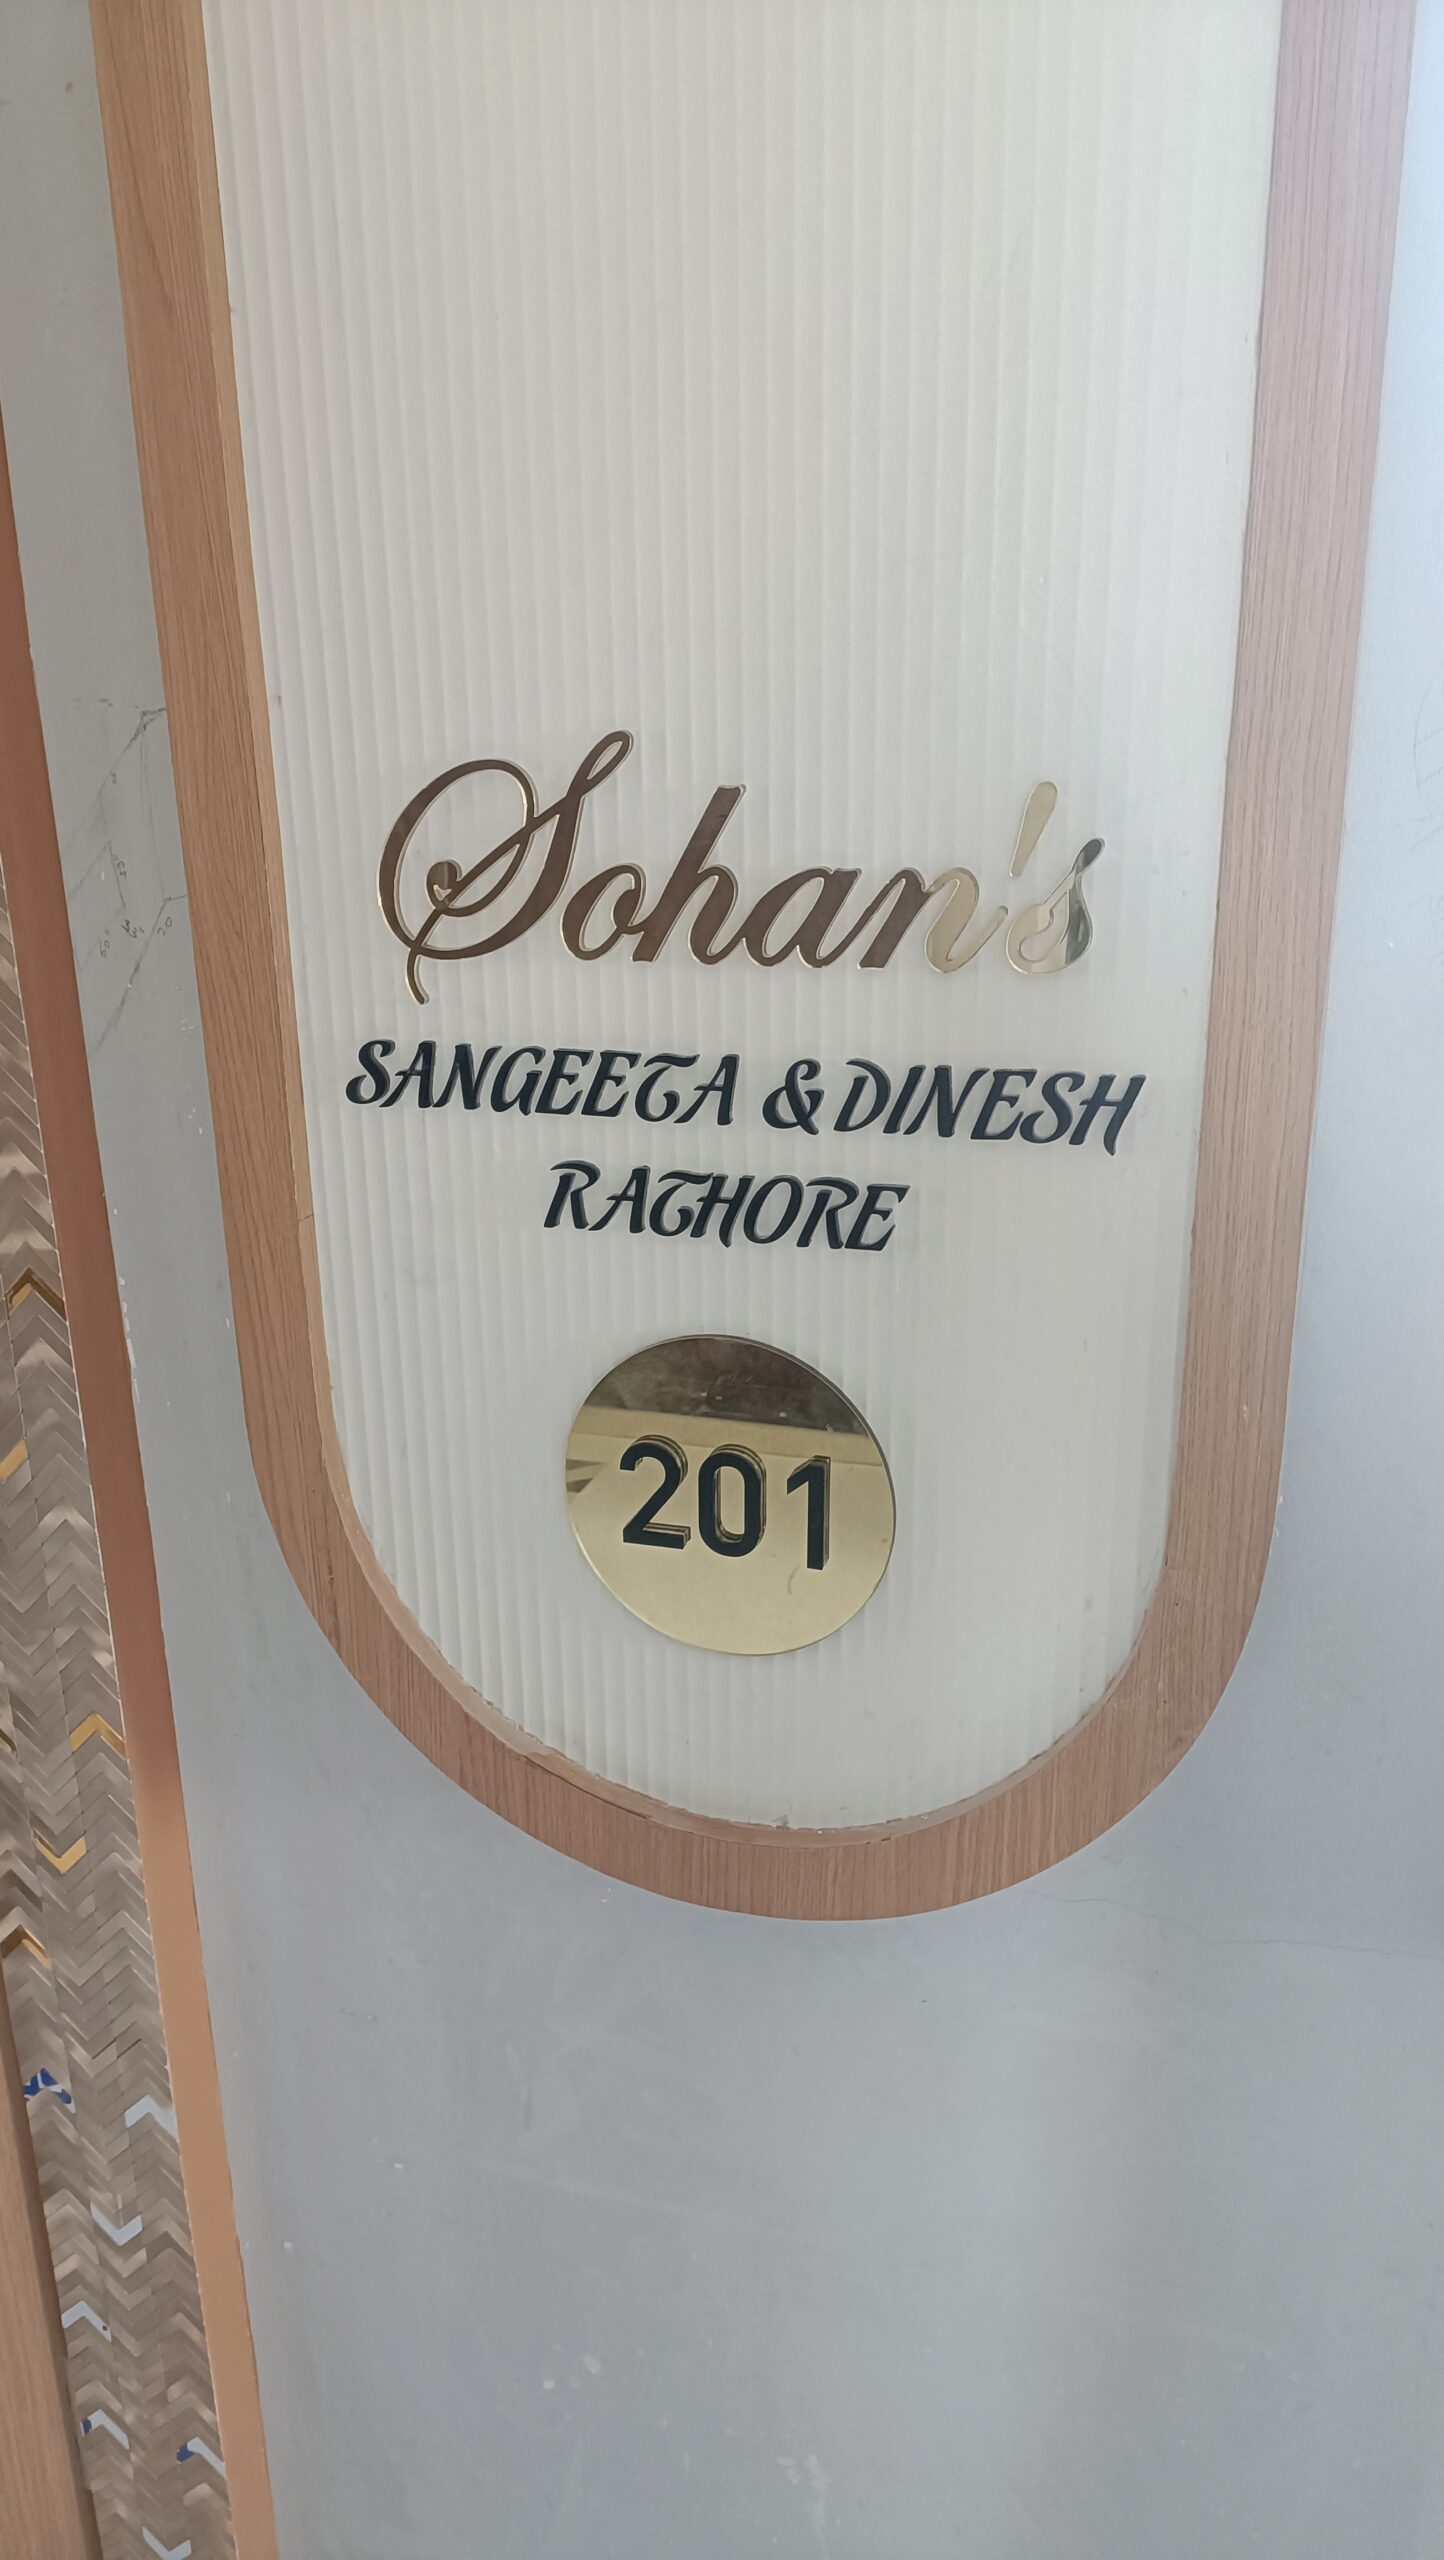 Sohan's
SANGEETA & DINESH
RATHORE
201